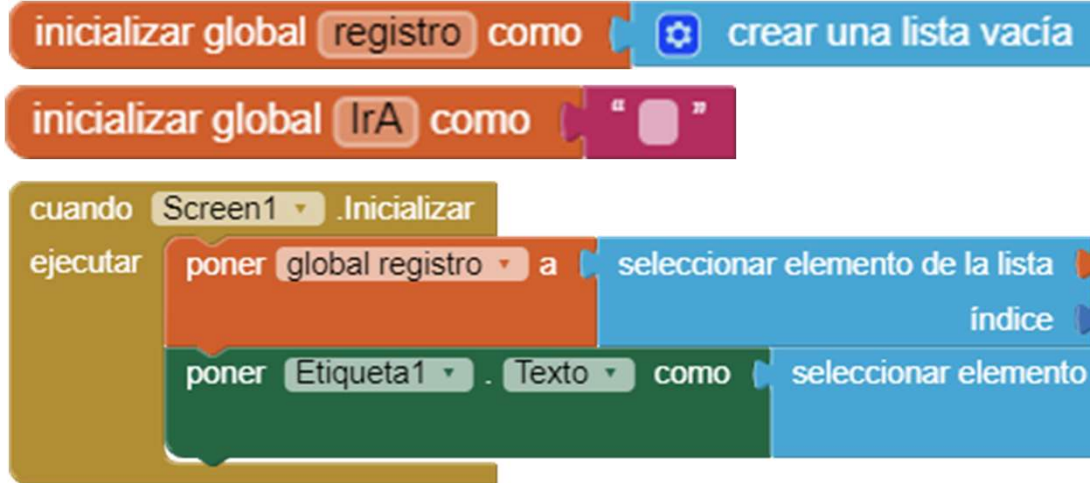 inicializar global registro como crear una lista vacía
inicializar global IrA como “ ”
cuando Screen1 .Inicializar
ejecutar poner global registro a seleccionar elemento de la lista
índice
poner Etiqueta1 . Texto como seleccionar elemento